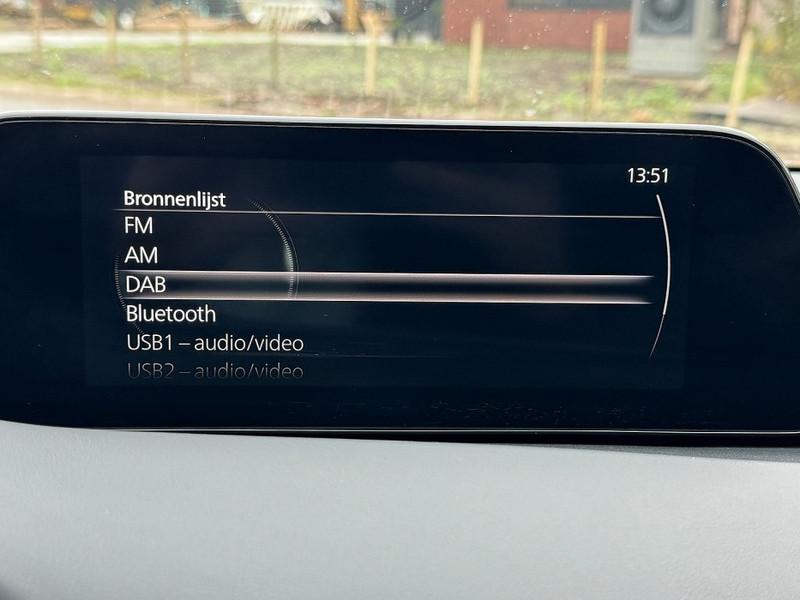 13:51
Bronnenlijst
FM
AM
DAB
Bluetooth
USB1 – audio/video
USB2 – audio/video